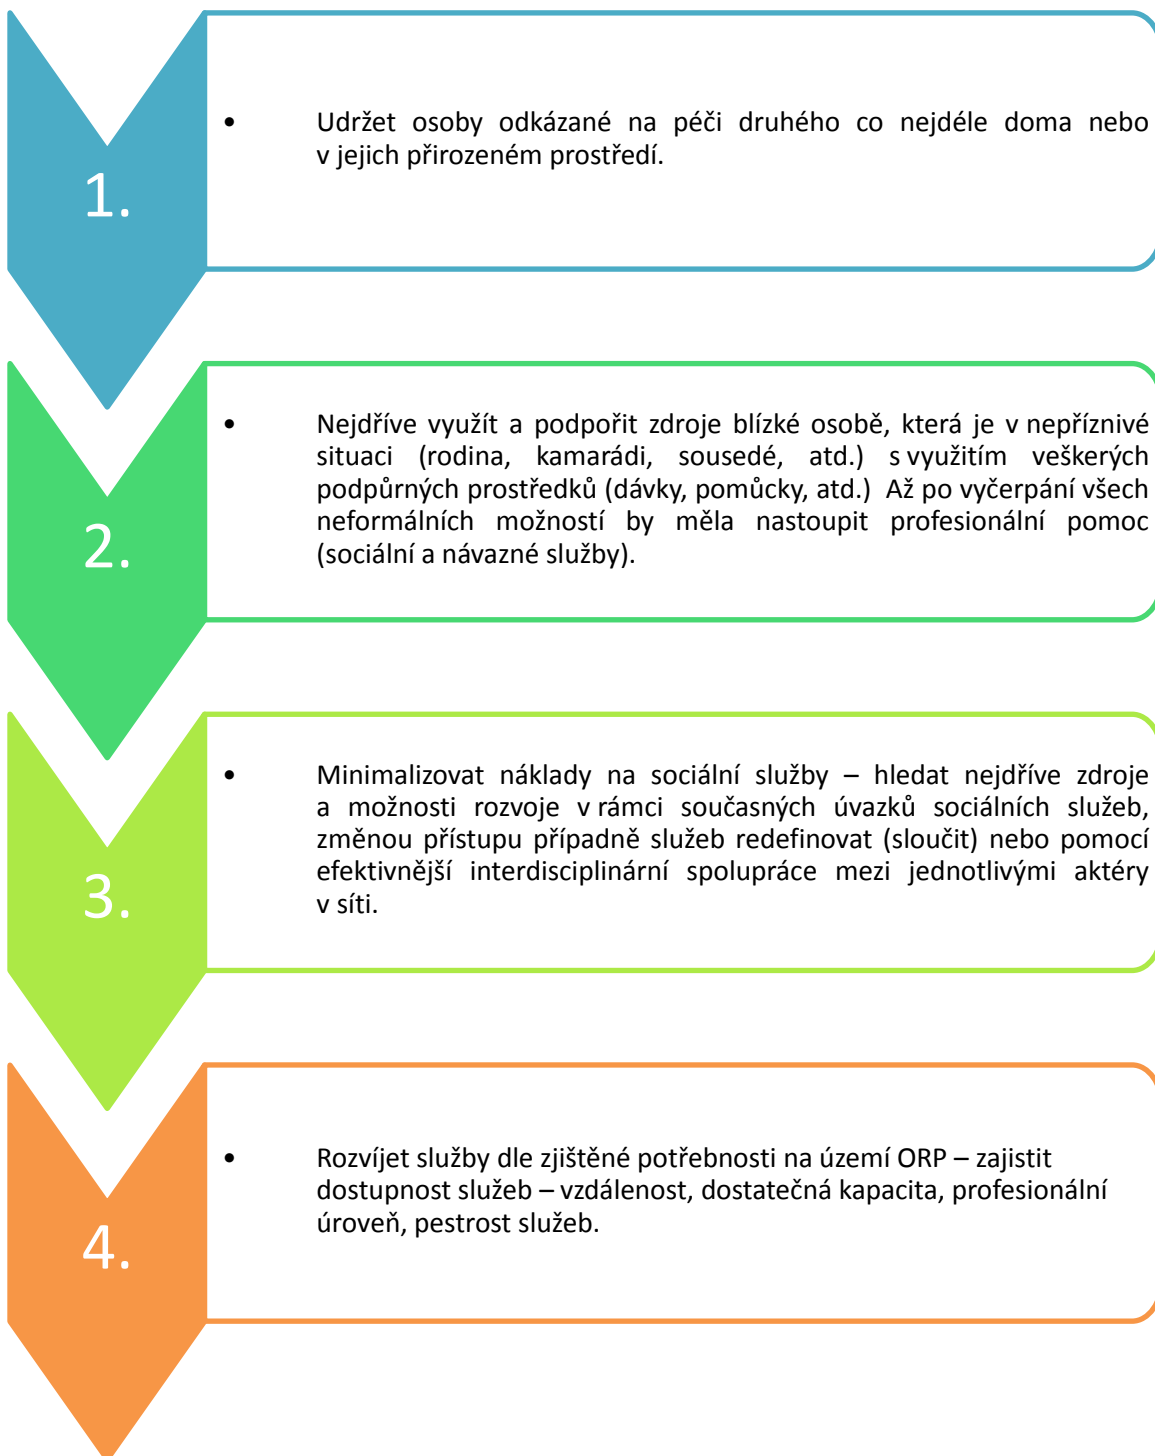 1.
• Udržet osoby odkázané na péči druhého co nejdéle doma nebo
v jejich přirozeném prostředí.
2.
• Nejdříve využít a podpořit zdroje blízké osobě, která je v nepříznivé
situaci (rodina, kamarádi, sousedé, atd.) s využitím veškerých
podpůrných prostředků (dávky, pomůcky, atd.) Až po vyčerpání všech
neformálních možností by měla nastoupit profesionální pomoc
(sociální a návazné služby).
3.
• Minimalizovat náklady na sociální služby – hledat nejdříve zdroje
a možnosti rozvoje v rámci současných úvazků sociálních služeb,
změnou přístupu případně služeb redefinovat (sloučit) nebo pomocí
efektivnější interdisciplinární spolupráce mezi jednotlivými aktéry
v síti.
4.
• Rozvíjet služby dle zjištěné potřebnosti na území ORP – zajistit
dostupnost služeb – vzdálenost, dostatečná kapacita, profesionální
úroveň, pestrost služeb.